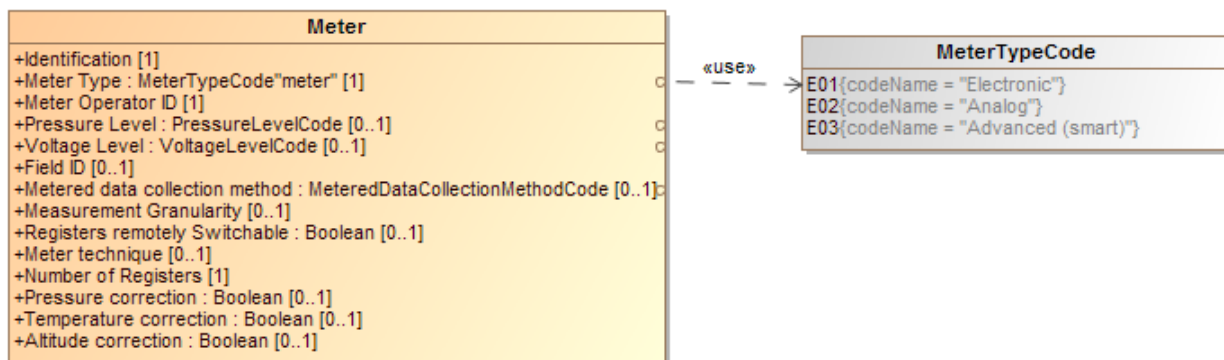 Meter
+Identification [1]
+Meter Type : MeterTypeCode"meter" [1]
+Meter Operator ID [1]
+Pressure Level : PressureLevelCode [0..1]
+Voltage Level : VoltageLevelCode [0..1]
+Field ID [0..1]
+Metered data collection method : MeteredDataCollectionMethodCode [0..1]
+Measurement Granularity [0..1]
+Registers remotely Switchable : Boolean [0..1]
+Meter technique [0..1]
+Number of Registers [1]
+Pressure correction : Boolean [0..1]
+Temperature correction : Boolean [0..1]
+Altitude correction : Boolean [0..1]
«use»
MeterTypeCode
E01{codeName = "Electronic"}
E02{codeName = "Analog"}
E03{codeName = "Advanced (smart)"}